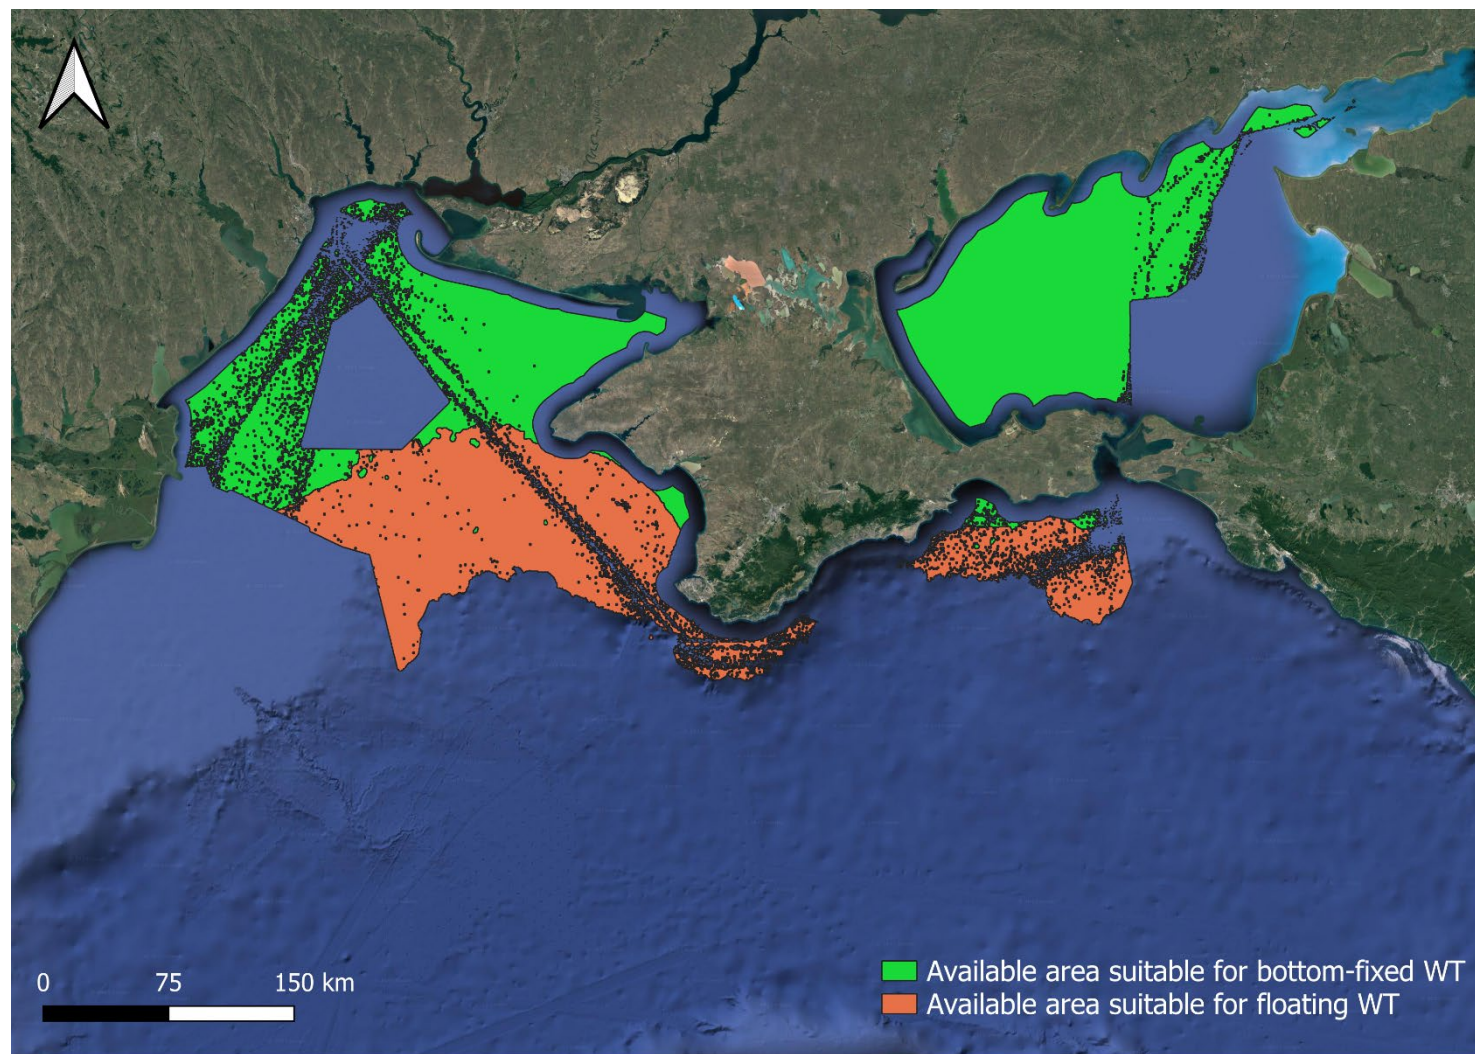 0 75 150 km
Available area suitable for bottom-fixed WT
Available area suitable for floating WT